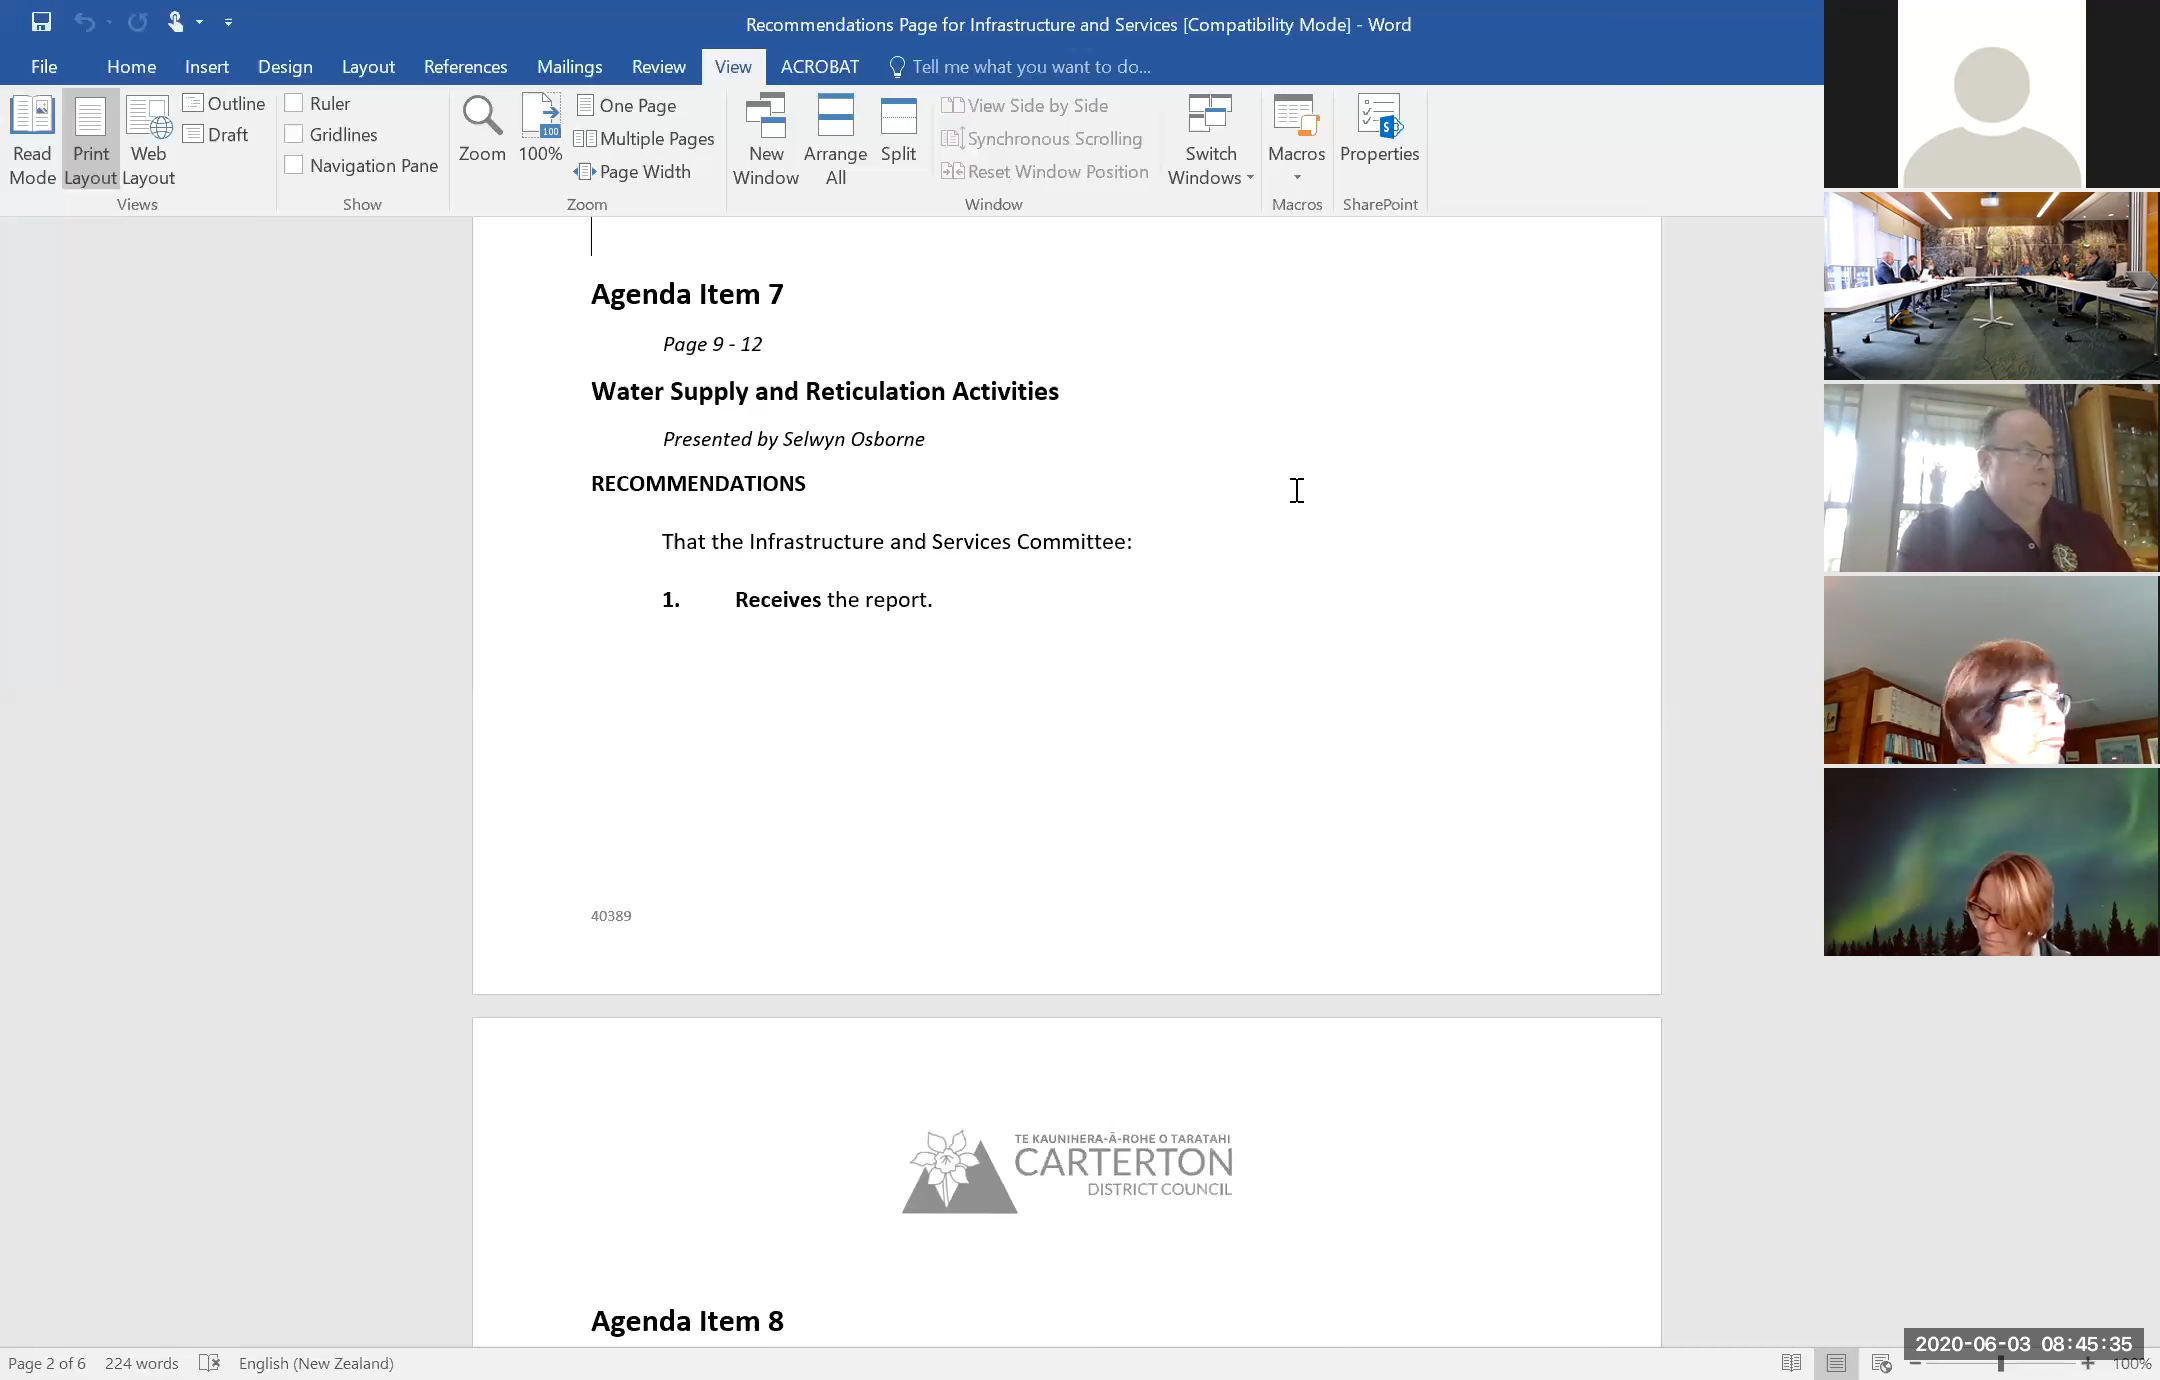 Recommendations Page for Infrastructure and Services [Compatibility Mode] - Word
File Home Insert Design Layout References Mailings Review View ACROBAT Tell me what you want to do...
Read Mode
Print Layout
Web Layout
Outline
Draft
Views
Ruler
Gridlines
Navigation Pane
Show
Zoom
100
100%
One Page
Multiple Pages
Page Width
Zoom
New Window
Arrange All
Split
View Side by Side
Synchronous Scrolling
Reset Window Position
Window
Switch Windows
Macros
Macros
Properties
SharePoint
Agenda Item 7
Page 9 - 12
Water Supply and Reticulation Activities
Presented by Selwyn Osborne
RECOMMENDATIONS
That the Infrastructure and Services Committee:
1. Receives the report.
40389
TE KAUNIHERA-Ā-ROHE O TARATAHI
CARTERTON
DISTRICT COUNCIL
Agenda Item 8
Page 2 of 6 224 words English (New Zealand)
2020-06-03 08:45:35
100%